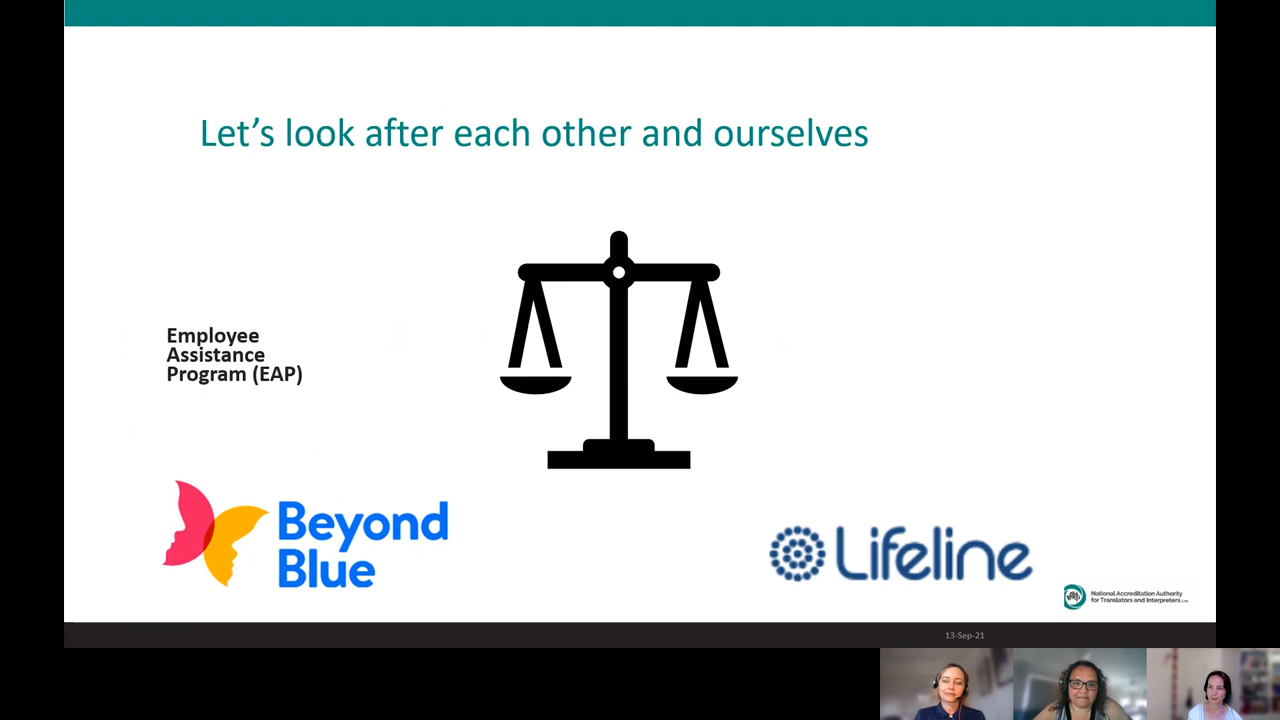 Let's look after each other and ourselves
Employee
Assistance
Program (EAP)
Beyond
Blue
Lifeline
National Accreditation Authority
for Translators and Interpreters LTD
13-Sep-21